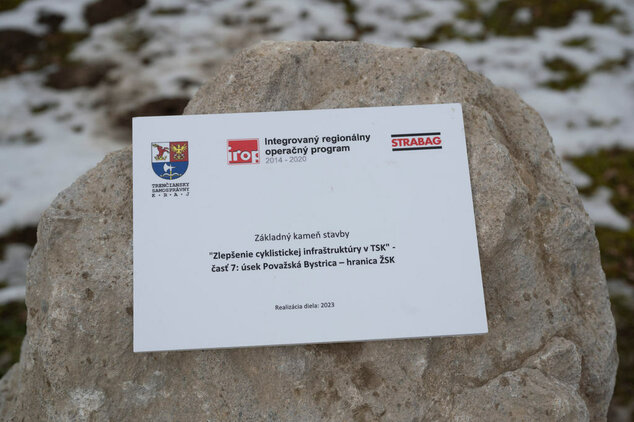 TRENČIANSKY
SAMOSPRÁVNY
KRAJ
irop
Integrovaný regionálny
operačný program
2014 - 2020
STRABAG
Základný kameň stavby
"Zlepšenie cyklistickej infraštruktúry v TSK" -
časť 7: úsek Považská Bystrica – hranica ŽSK
Realizácia diela: 2023